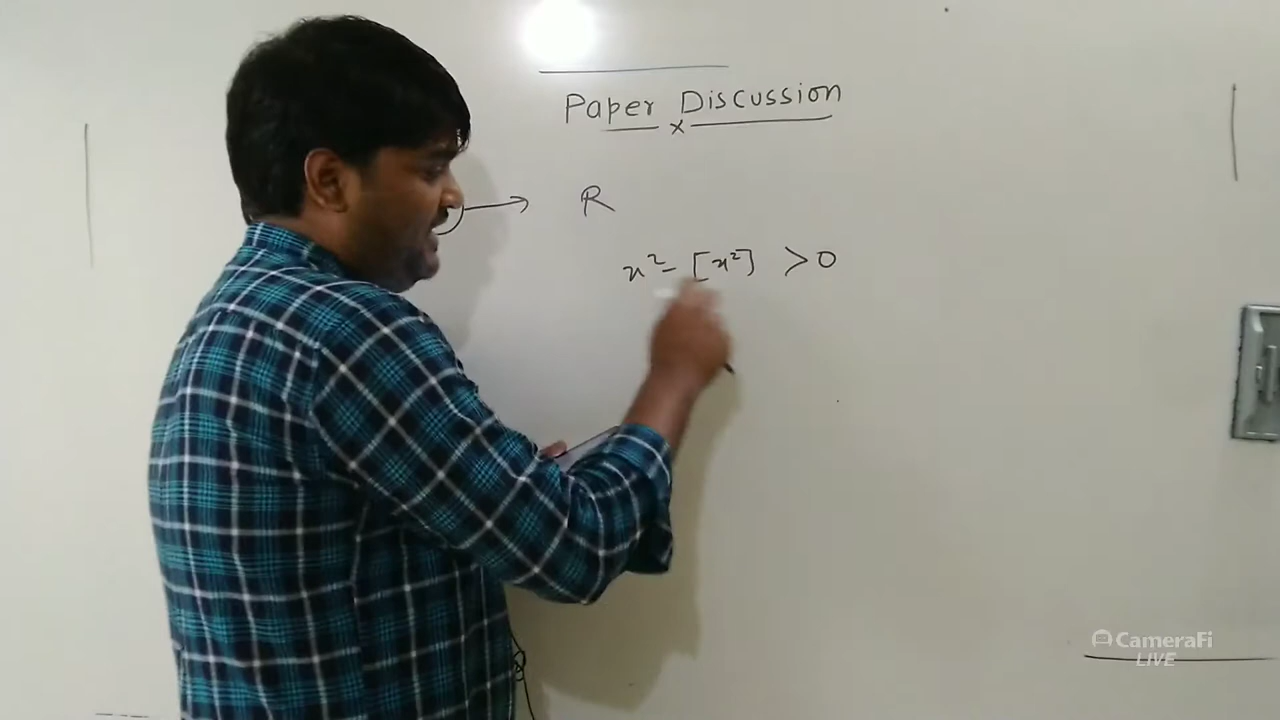 Paper Discussion
x
→ R
x² - [x²] > 0
CameraFi
LIVE